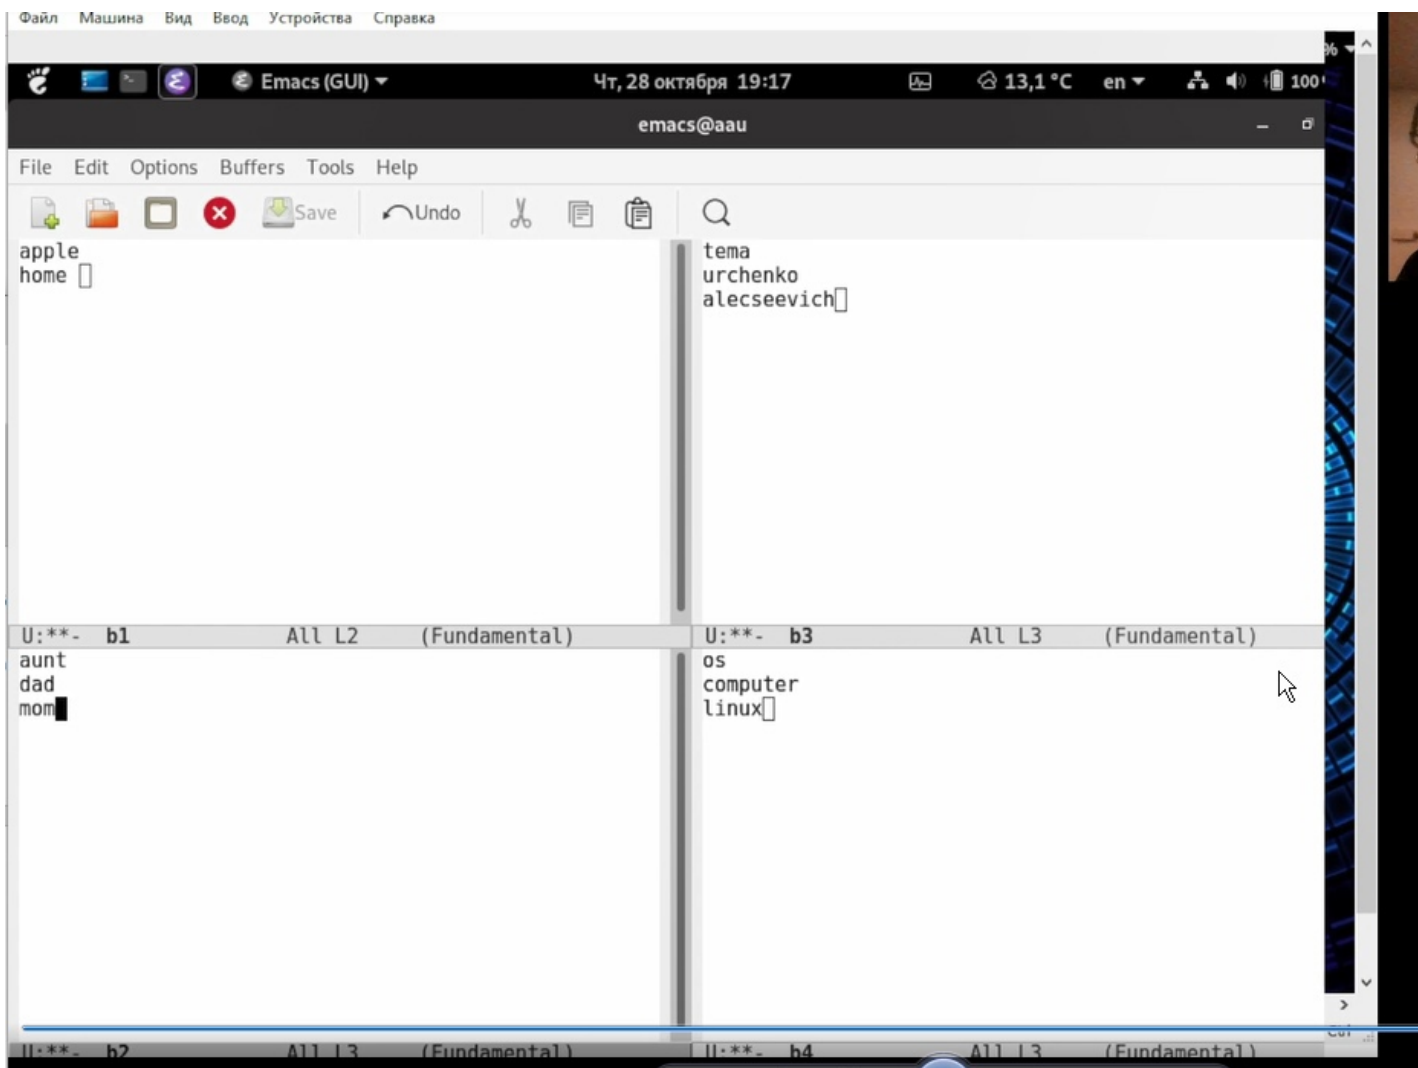 Файл Машина Вид Ввод Устройства Справка
%
Emacs (GUI) Чт, 28 октября 19:17 13,1 °C en 100
emacs@aau
File Edit Options Buffers Tools Help
Save Undo
apple
home
tema
urchenko
alecseevich
U:**- b1 All L2 (Fundamental)
U:**- b3 All L3 (Fundamental)
aunt
dad
mom
os
computer
linux
U:**- b2 All L3 (Fundamental)
U:**- b4 All L3 (Fundamental)